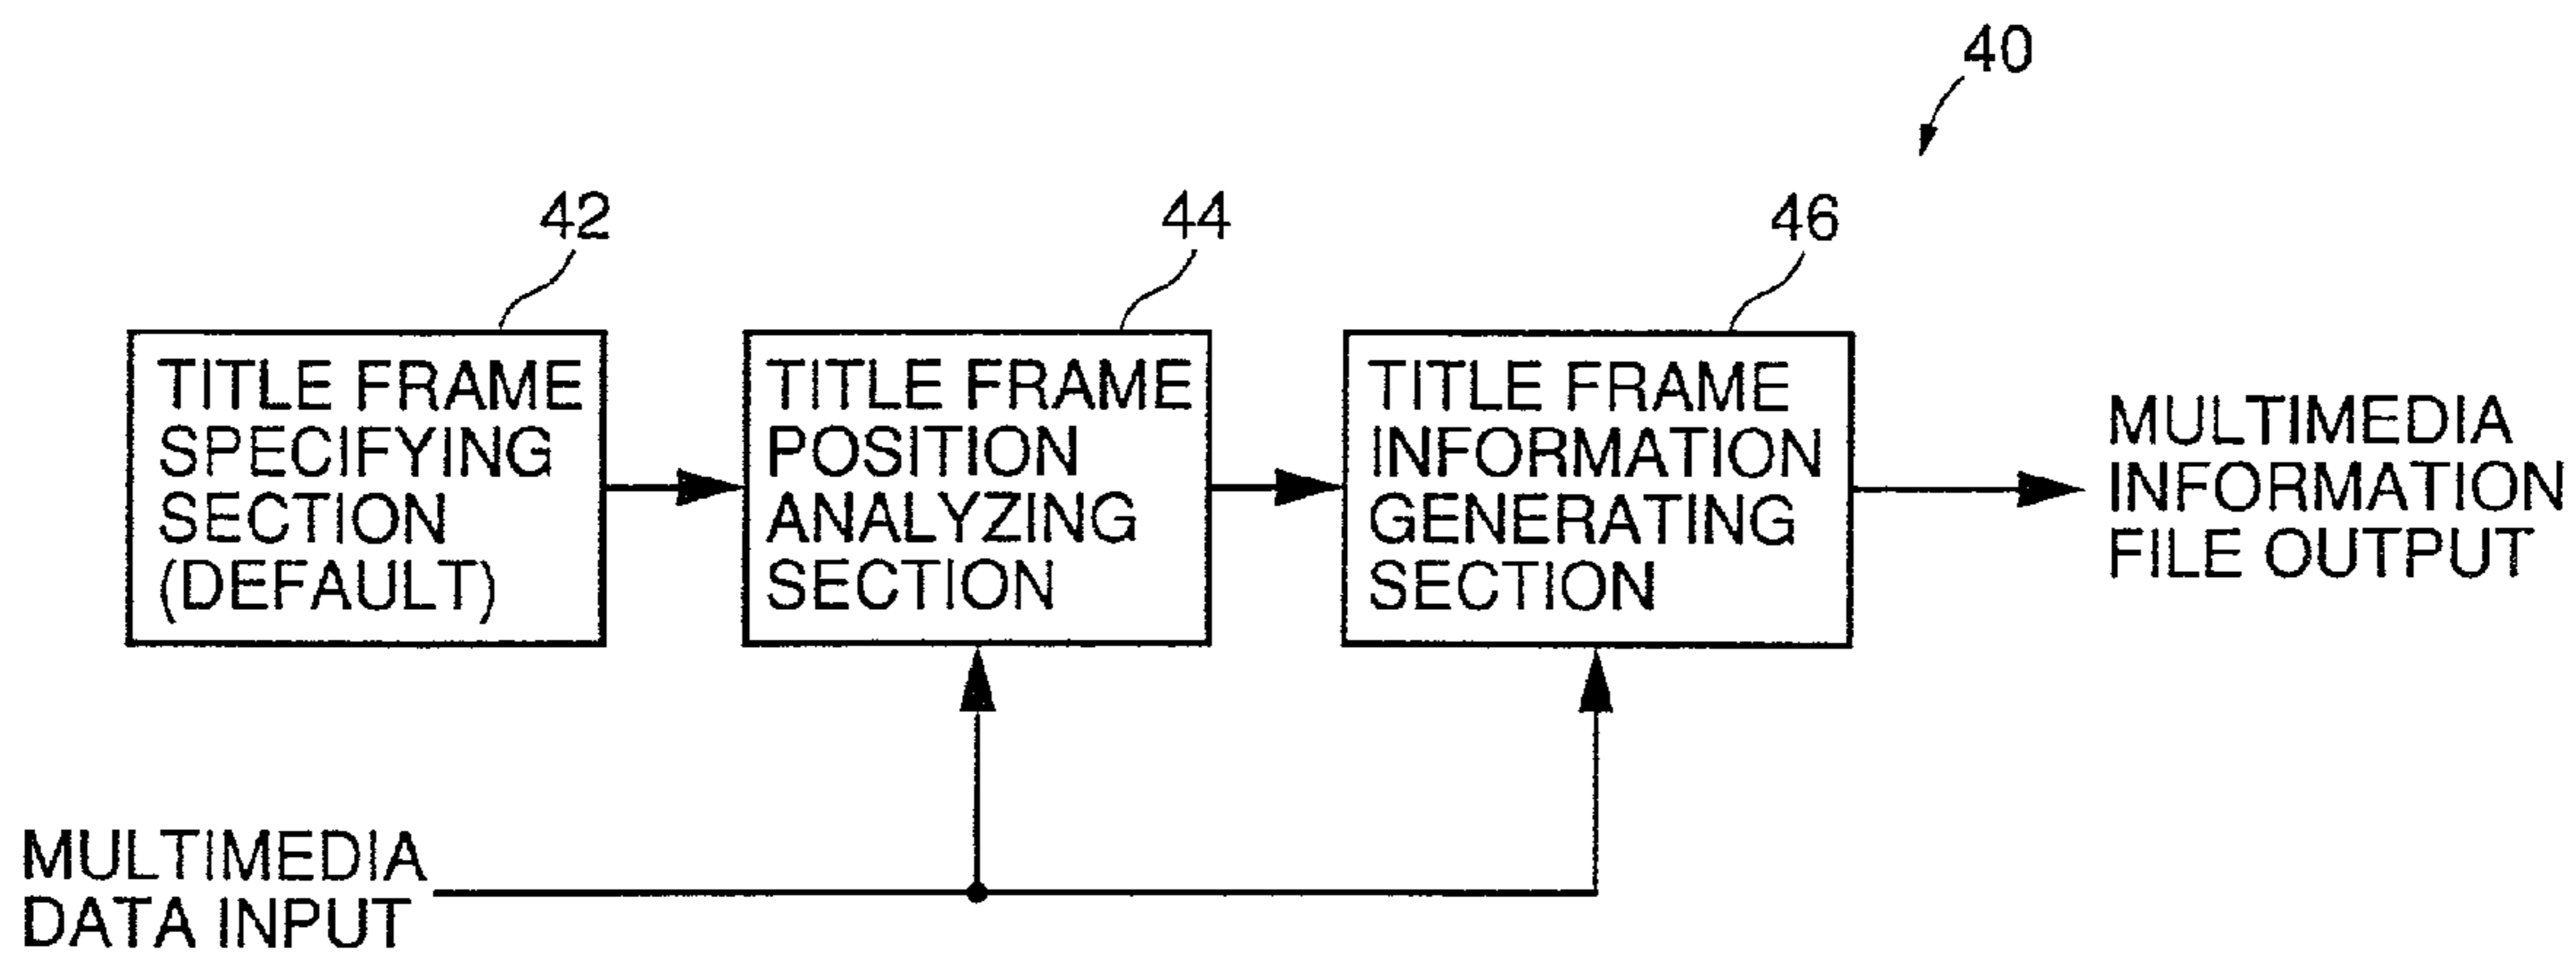 40
42
44
46
TITLE FRAME
SPECIFYING
SECTION
(DEFAULT)
TITLE FRAME
POSITION
ANALYZING
SECTION
TITLE FRAME
INFORMATION
GENERATING
SECTION
MULTIMEDIA
INFORMATION
FILE OUTPUT
MULTIMEDIA
DATA INPUT